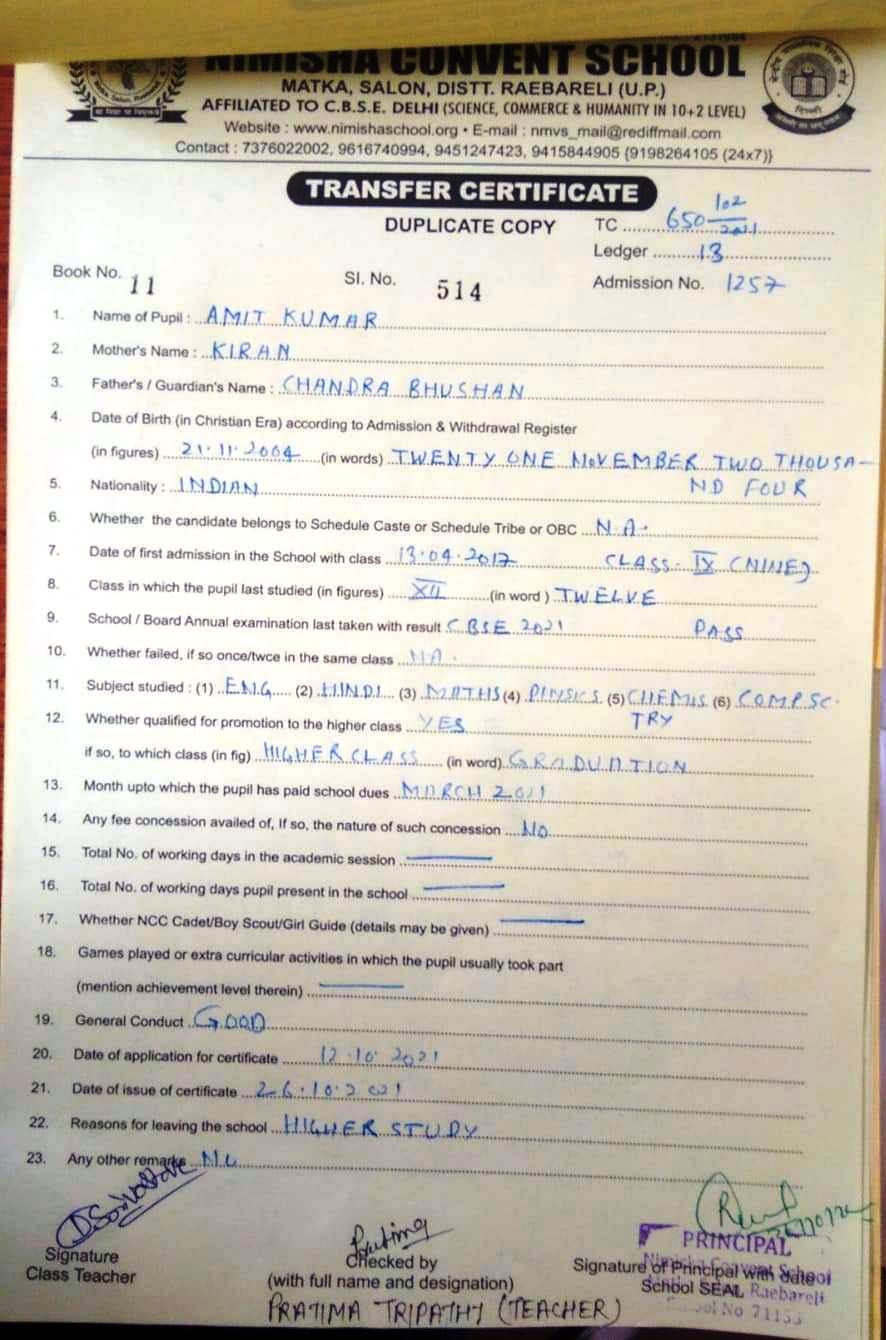 NIMISHA CONVENT SCHOOL
MATKA, SALON, DISTT. RAEBARELI (U.P.)
AFFILIATED TO C.B.S.E. DELHI (SCIENCE, COMMERCE & HUMANITY IN 10+2 LEVEL)
Website : www.nimishaschool.org • E-mail : nmvs_mail@rediffmail.com
Contact : 7376022002, 9616740994, 9451247423, 9415844905 {9198264105 (24x7)}
TRANSFER CERTIFICATE
DUPLICATE COPY TC 650 102/2021
Ledger 13
Book No. 11 Sl. No. 514 Admission No. 1257
1. Name of Pupil : AMIT KUMAR
2. Mother's Name : KIRAN
3. Father's / Guardian's Name : CHANDRA BHUSHAN
4. Date of Birth (in Christian Era) according to Admission & Withdrawal Register
(in figures) 21.11.2004 (in words) TWENTY ONE NOVEMBER TWO THOUSA-
ND FOUR
5. Nationality : INDIAN
6. Whether the candidate belongs to Schedule Caste or Schedule Tribe or OBC N.A.
7. Date of first admission in the School with class 13.04.2017 CLASS- IX (NINE)
8. Class in which the pupil last studied (in figures) XII (in word ) TWELVE
9. School / Board Annual examination last taken with result CBSE 2021 PASS
10. Whether failed, if so once/twce in the same class NA.
11. Subject studied : (1) ENG (2) HINDI (3) MATHS (4) PHYSICS (5) CHEMIS (6) COMP.SC.
TRY
12. Whether qualified for promotion to the higher class YES
if so, to which class (in fig) HIGHER CLASS (in word) GRADUATION
13. Month upto which the pupil has paid school dues MARCH 2021
14. Any fee concession availed of, If so, the nature of such concession NO
15. Total No. of working days in the academic session
16. Total No. of working days pupil present in the school
17. Whether NCC Cadet/Boy Scout/Girl Guide (details may be given)
18. Games played or extra curricular activities in which the pupil usually took part
(mention achievement level therein)
19. General Conduct GOOD
20. Date of application for certificate 12.10.2021
21. Date of issue of certificate 26.10.2021
22. Reasons for leaving the school HIGHER STUDY
23. Any other remarks
PRINCIPAL
Nimisha Convent School
Raebareli
School No 71153
Signature
Class Teacher
Checked by
(with full name and designation)
Signature of Principal with date
School SEAL
PRATIMA TRIPATHI (TEACHER)